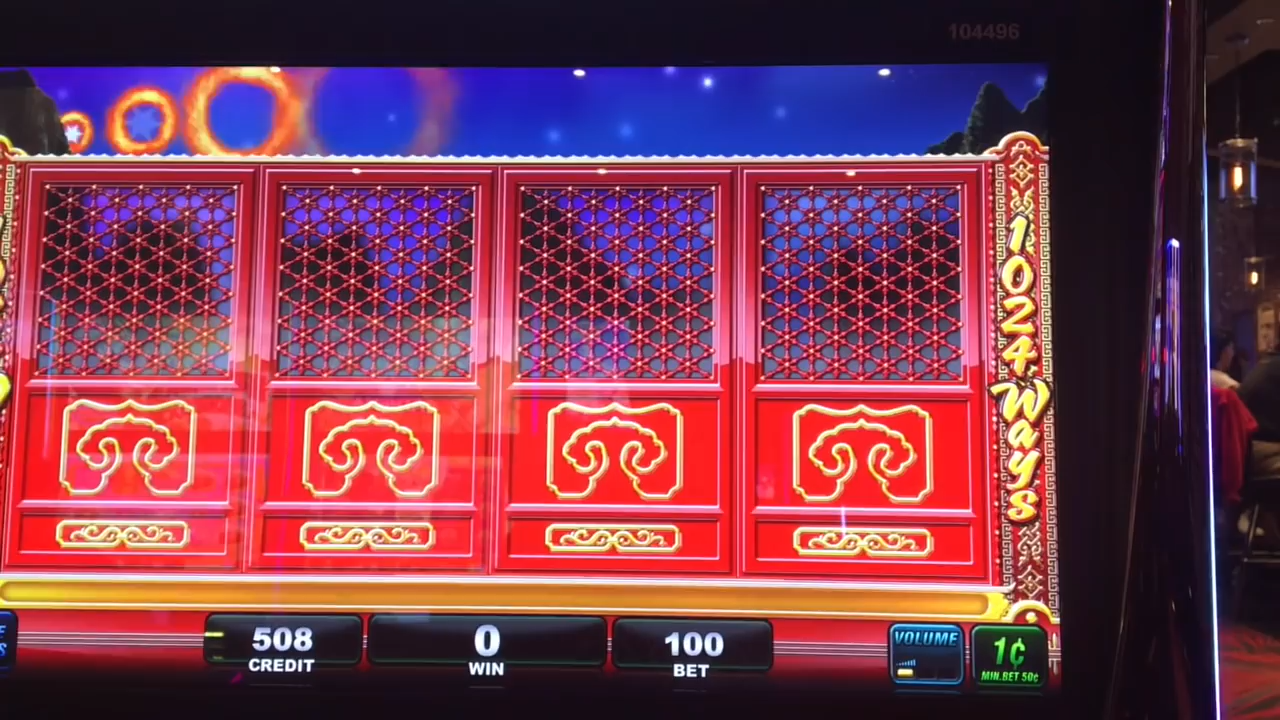 104496
1024 Ways
508
CREDIT
0
WIN
100
BET
VOLUME
1¢
MIN.BET 50¢